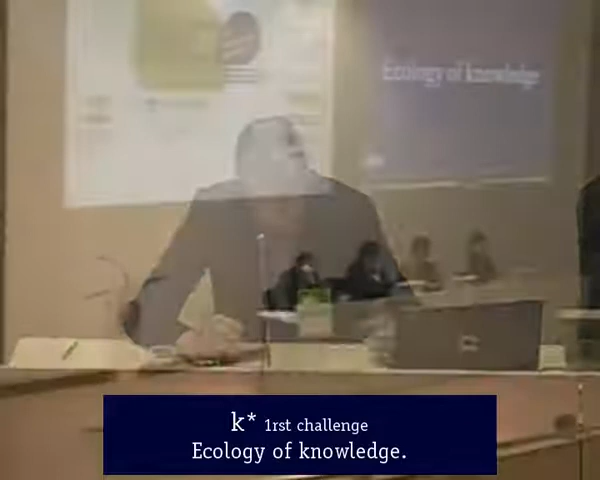 Ecology of knowledge
k* 1rst challenge
Ecology of knowledge.